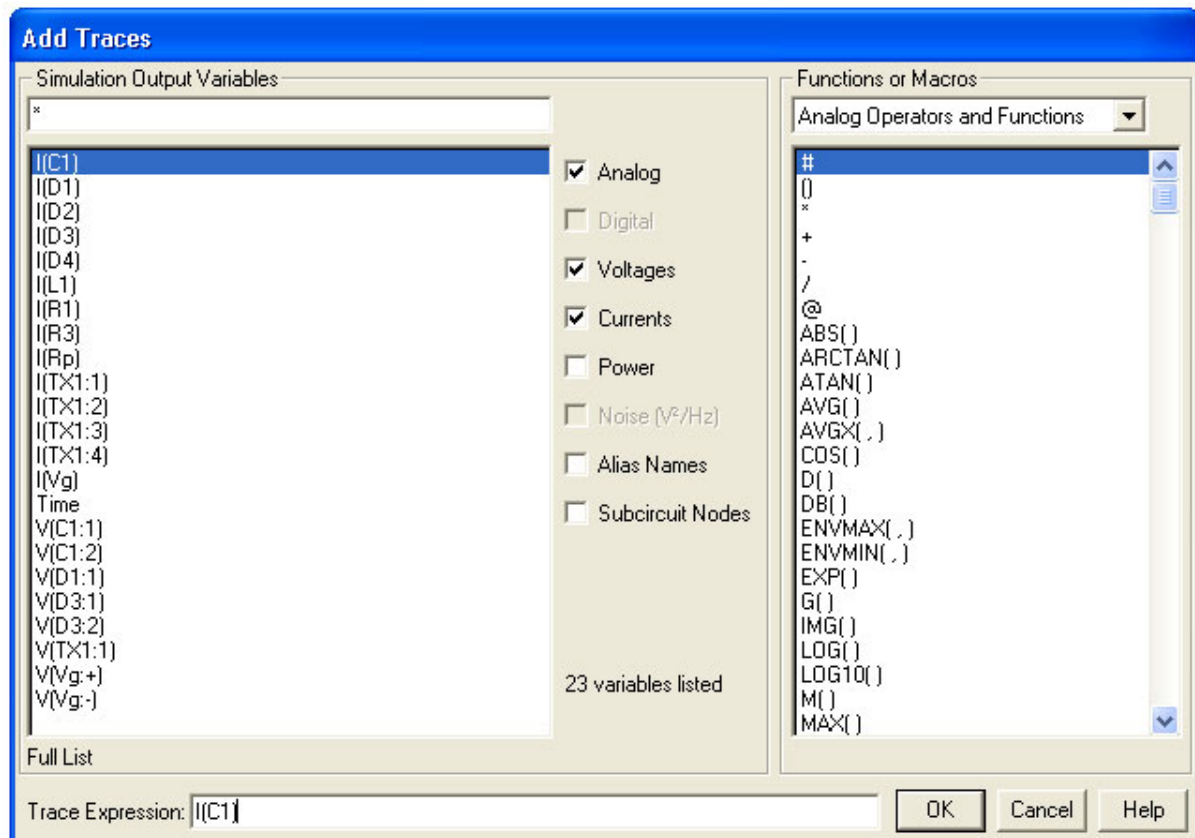 Add Traces
Simulation Output Variables
*
I(C1)
I(D1)
I(D2)
I(D3)
I(D4)
I(L1)
I(R1)
I(R3)
I(Rp)
I(TX1:1)
I(TX1:2)
I(TX1:3)
I(TX1:4)
I(Vg)
Time
V(C1:1)
V(C1:2)
V(D1:1)
V(D3:1)
V(D3:2)
V(TX1:1)
V(Vg:+)
V(Vg:-)
Full List
Analog
Digital
Voltages
Currents
Power
Noise (V²/Hz)
Alias Names
Subcircuit Nodes
23 variables listed
Functions or Macros
Analog Operators and Functions
#
()
*
+
-
/
@
ABS( )
ARCTAN( )
ATAN( )
AVG( )
AVGX( , )
COS( )
D( )
DB( )
ENVMAX( , )
ENVMIN( , )
EXP( )
G( )
IMG( )
LOG( )
LOG10( )
M( )
MAX( )
Trace Expression: I(C1)
OK Cancel Help